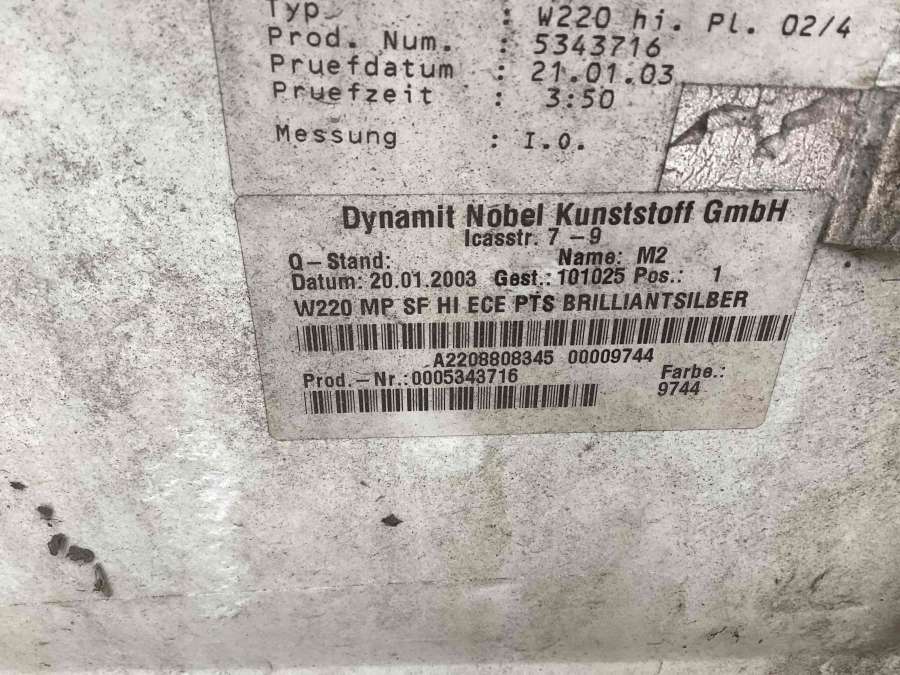 Typ : W220 hi. Pl. 02/4
Prod. Num. : 5343716
Pruefdatum : 21.01.03
Pruefzeit : 3:50
Messung : I.O.
Dynamit Nobel Kunststoff GmbH
Icasstr. 7 – 9
Q – Stand: Name: M2
Datum: 20.01.2003 Gest.: 101025 Pos.: 1
W220 MP SF HI ECE PTS BRILLIANTSILBER
A2208808345 00009744
Prod. – Nr.: 0005343716 Farbe.:
9744